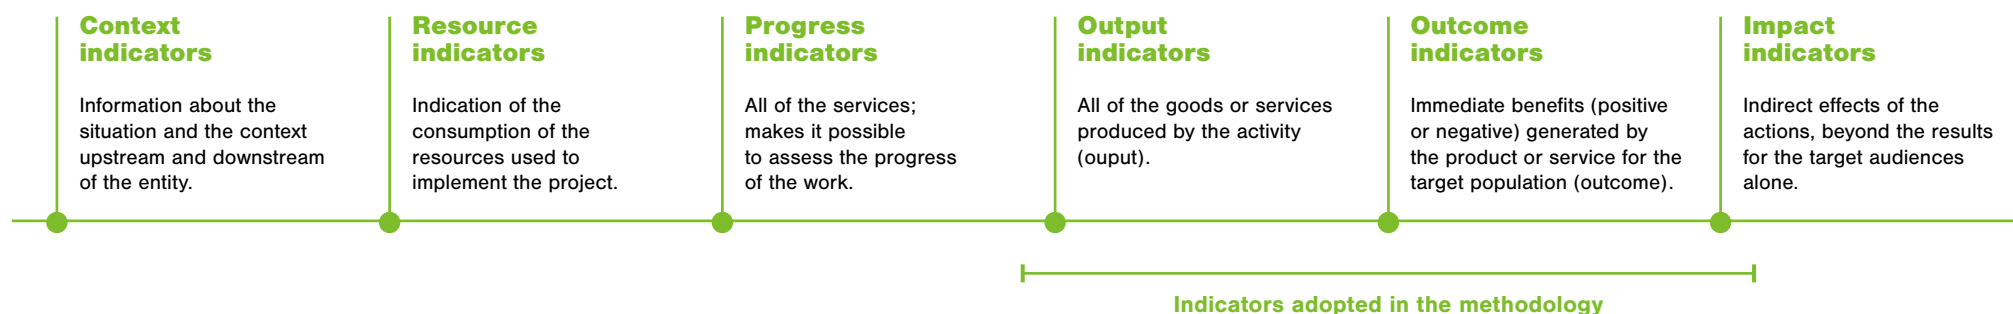 Context
indicators
Information about the
situation and the context
upstream and downstream
of the entity.
Resource
indicators
Indication of the
consumption of the
resources used to
implement the project.
Progress
indicators
All of the services;
makes it possible
to assess the progress
of the work.
Output
indicators
All of the goods or services
produced by the activity
(ouput).
Outcome
indicators
Immediate benefits (positive
or negative) generated by
the product or service for the
target population (outcome).
Impact
indicators
Indirect effects of the
actions, beyond the results
for the target audiences
alone.
Indicators adopted in the methodology